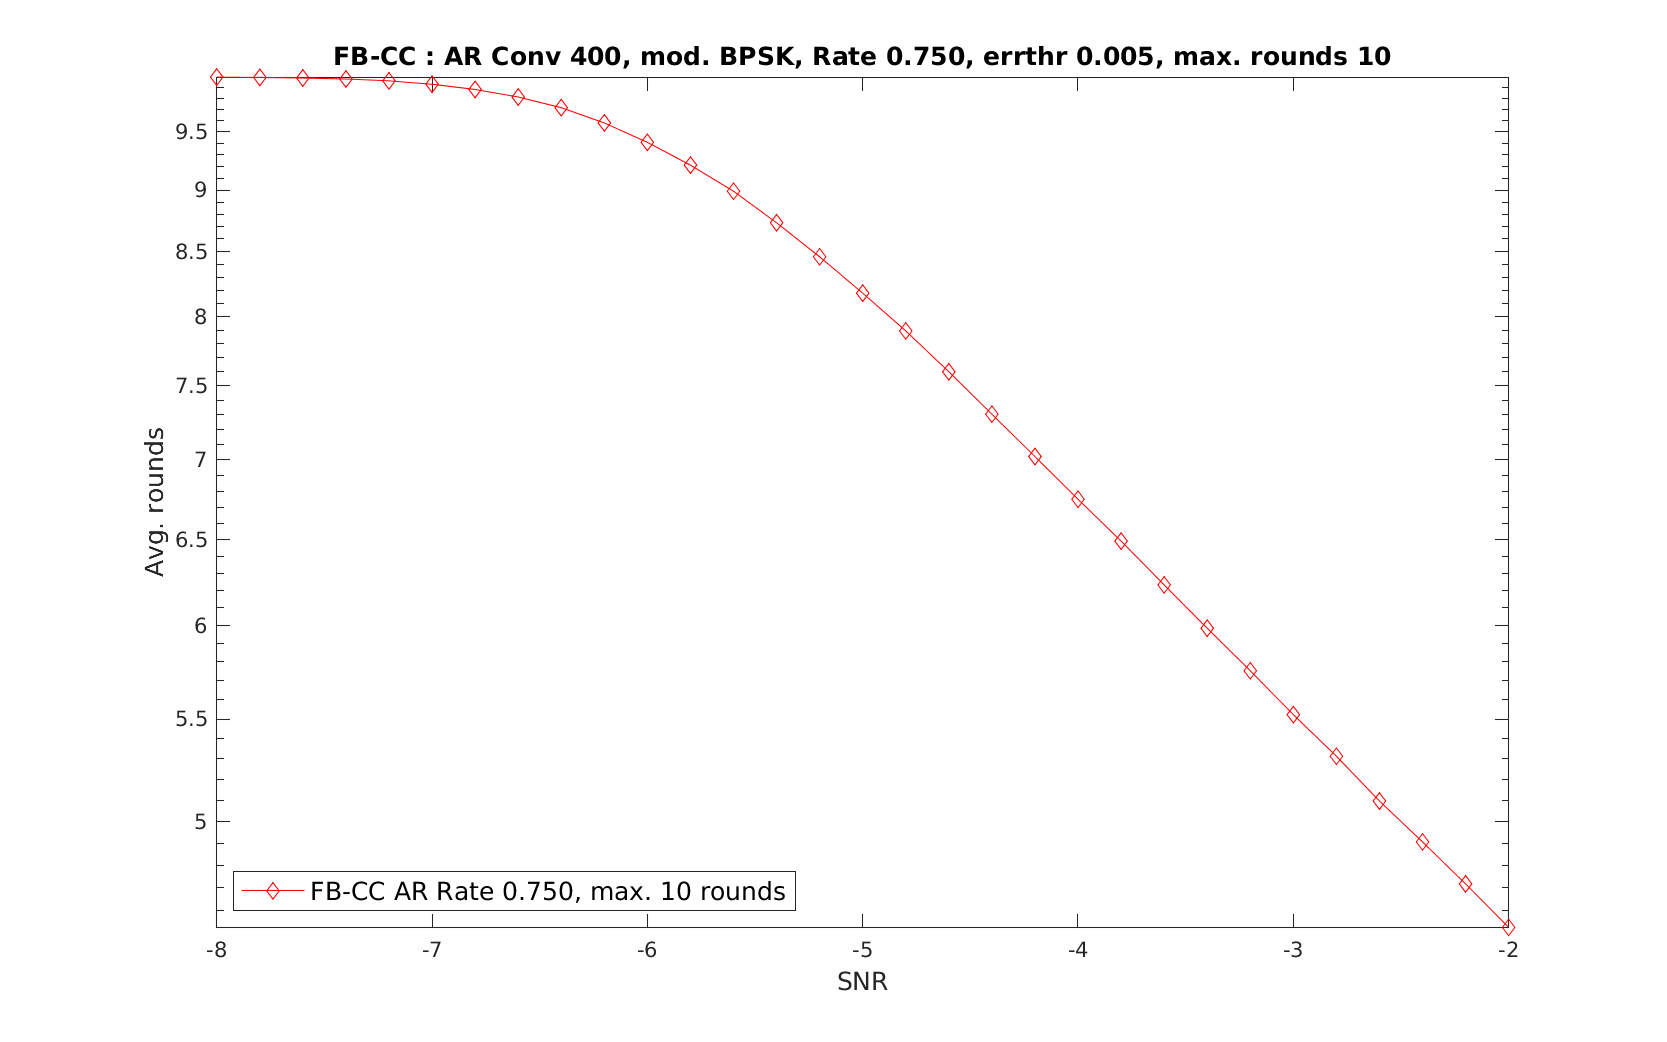 FB-CC : AR Conv 400, mod. BPSK, Rate 0.750, errthr 0.005, max. rounds 10
9.5
9
8.5
8
7.5
7
6.5
6
5.5
5
Avg. rounds
FB-CC AR Rate 0.750, max. 10 rounds
-8 -7 -6 -5 -4 -3 -2
SNR